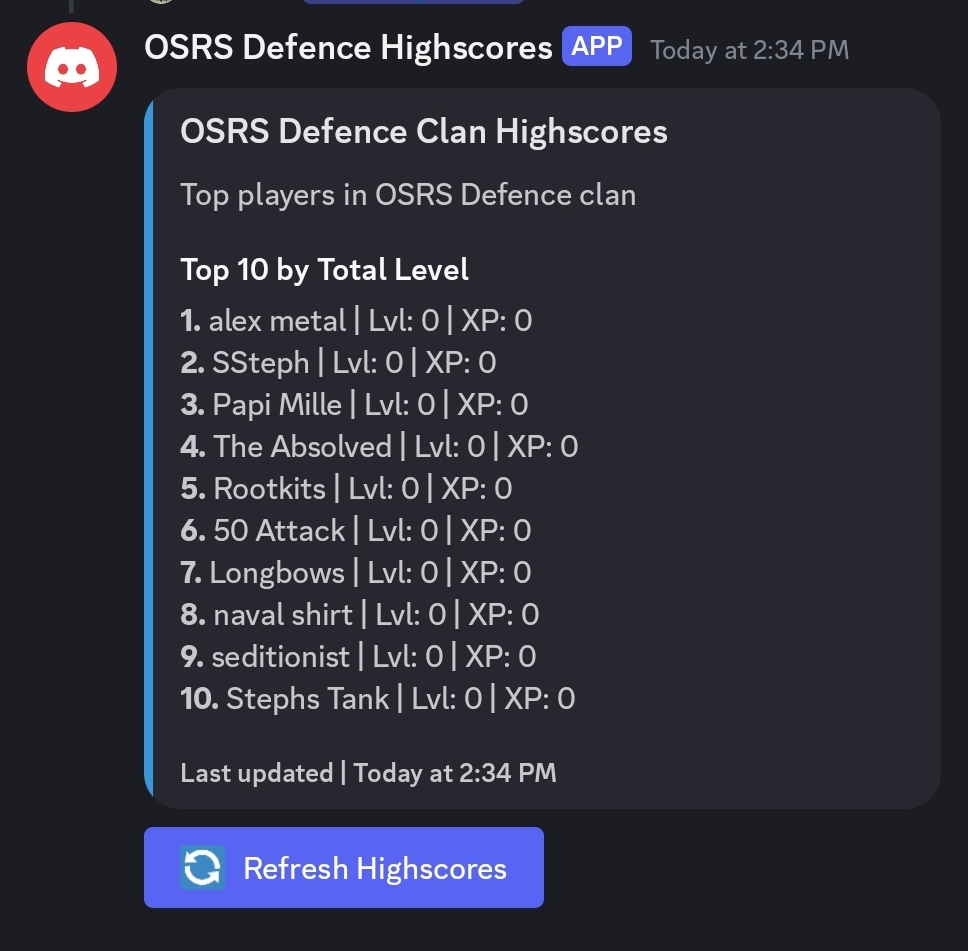 OSRS Defence Highscores APP Today at 2:34 PM
OSRS Defence Clan Highscores
Top players in OSRS Defence clan
Top 10 by Total Level
1. alex metal | Lvl: 0 | XP: 0
2. SSteph | Lvl: 0 | XP: 0
3. Papi Mille | Lvl: 0 | XP: 0
4. The Absolved | Lvl: 0 | XP: 0
5. Rootkits | Lvl: 0 | XP: 0
6. 50 Attack | Lvl: 0 | XP: 0
7. Longbows | Lvl: 0 | XP: 0
8. naval shirt | Lvl: 0 | XP: 0
9. seditionist | Lvl: 0 | XP: 0
10. Stephs Tank | Lvl: 0 | XP: 0
Last updated | Today at 2:34 PM
Refresh Highscores